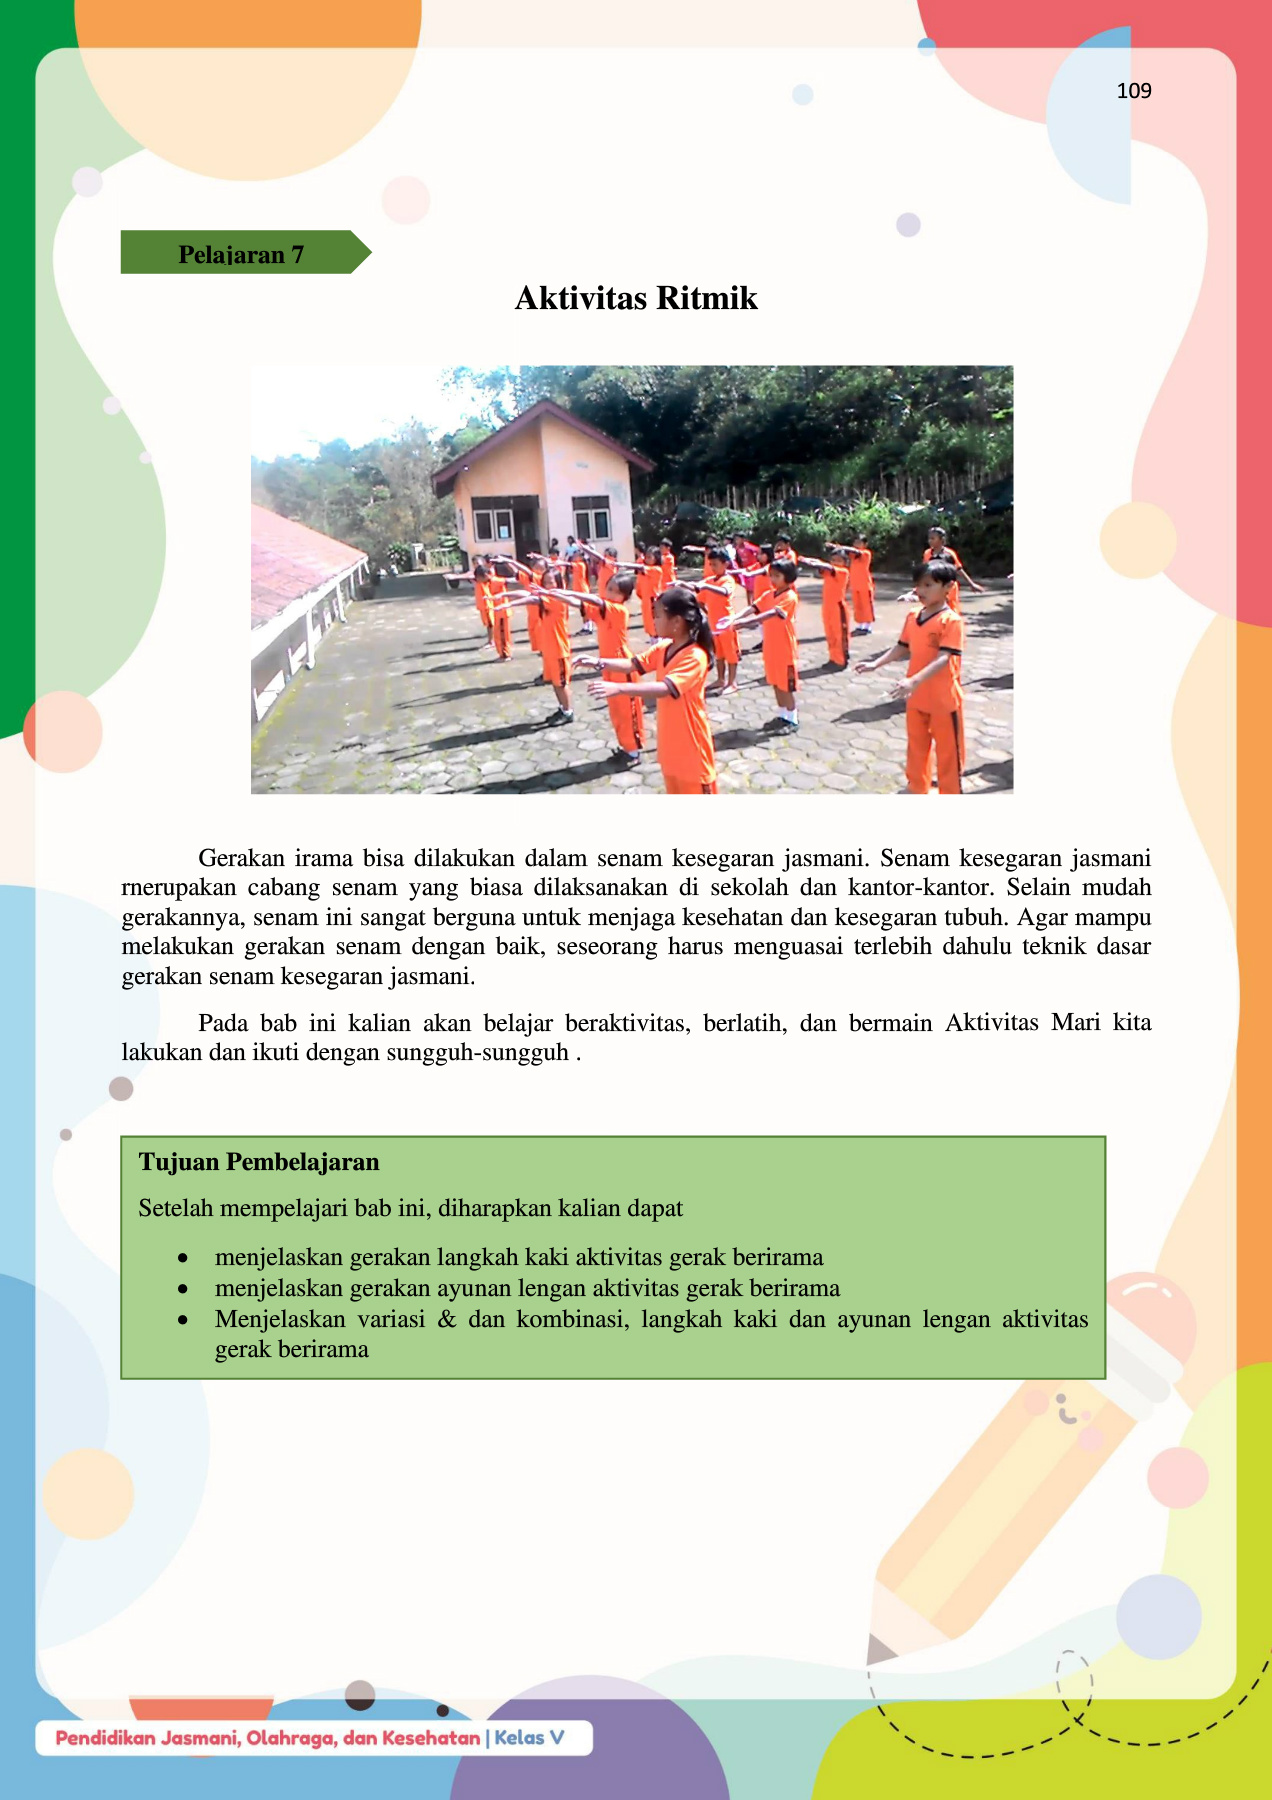 109
Pelajaran 7
Aktivitas Ritmik
Gerakan irama bisa dilakukan dalam senam kesegaran jasmani. Senam kesegaran jasmani
rnerupakan cabang senam yang biasa dilaksanakan di sekolah dan kantor-kantor. Selain mudah
gerakannya, senam ini sangat berguna untuk menjaga kesehatan dan kesegaran tubuh. Agar mampu
melakukan gerakan senam dengan baik, seseorang harus menguasai terlebih dahulu teknik dasar
gerakan senam kesegaran jasmani.
Pada bab ini kalian akan belajar beraktivitas, berlatih, dan bermain Aktivitas Mari kita
lakukan dan ikuti dengan sungguh-sungguh .
Tujuan Pembelajaran
Setelah mempelajari bab ini, diharapkan kalian dapat
• menjelaskan gerakan langkah kaki aktivitas gerak berirama
• menjelaskan gerakan ayunan lengan aktivitas gerak berirama
• Menjelaskan variasi & dan kombinasi, langkah kaki dan ayunan lengan aktivitas
gerak berirama
Pendidikan Jasmani, Olahraga, dan Kesehatan | Kelas V